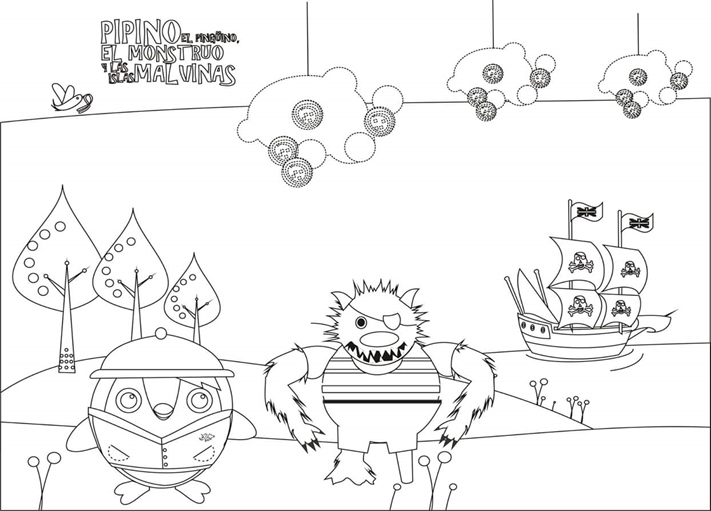 PIPINO EL PINGÜINO,
EL MONSTRUO
Y LAS ISLAS MALVINAS